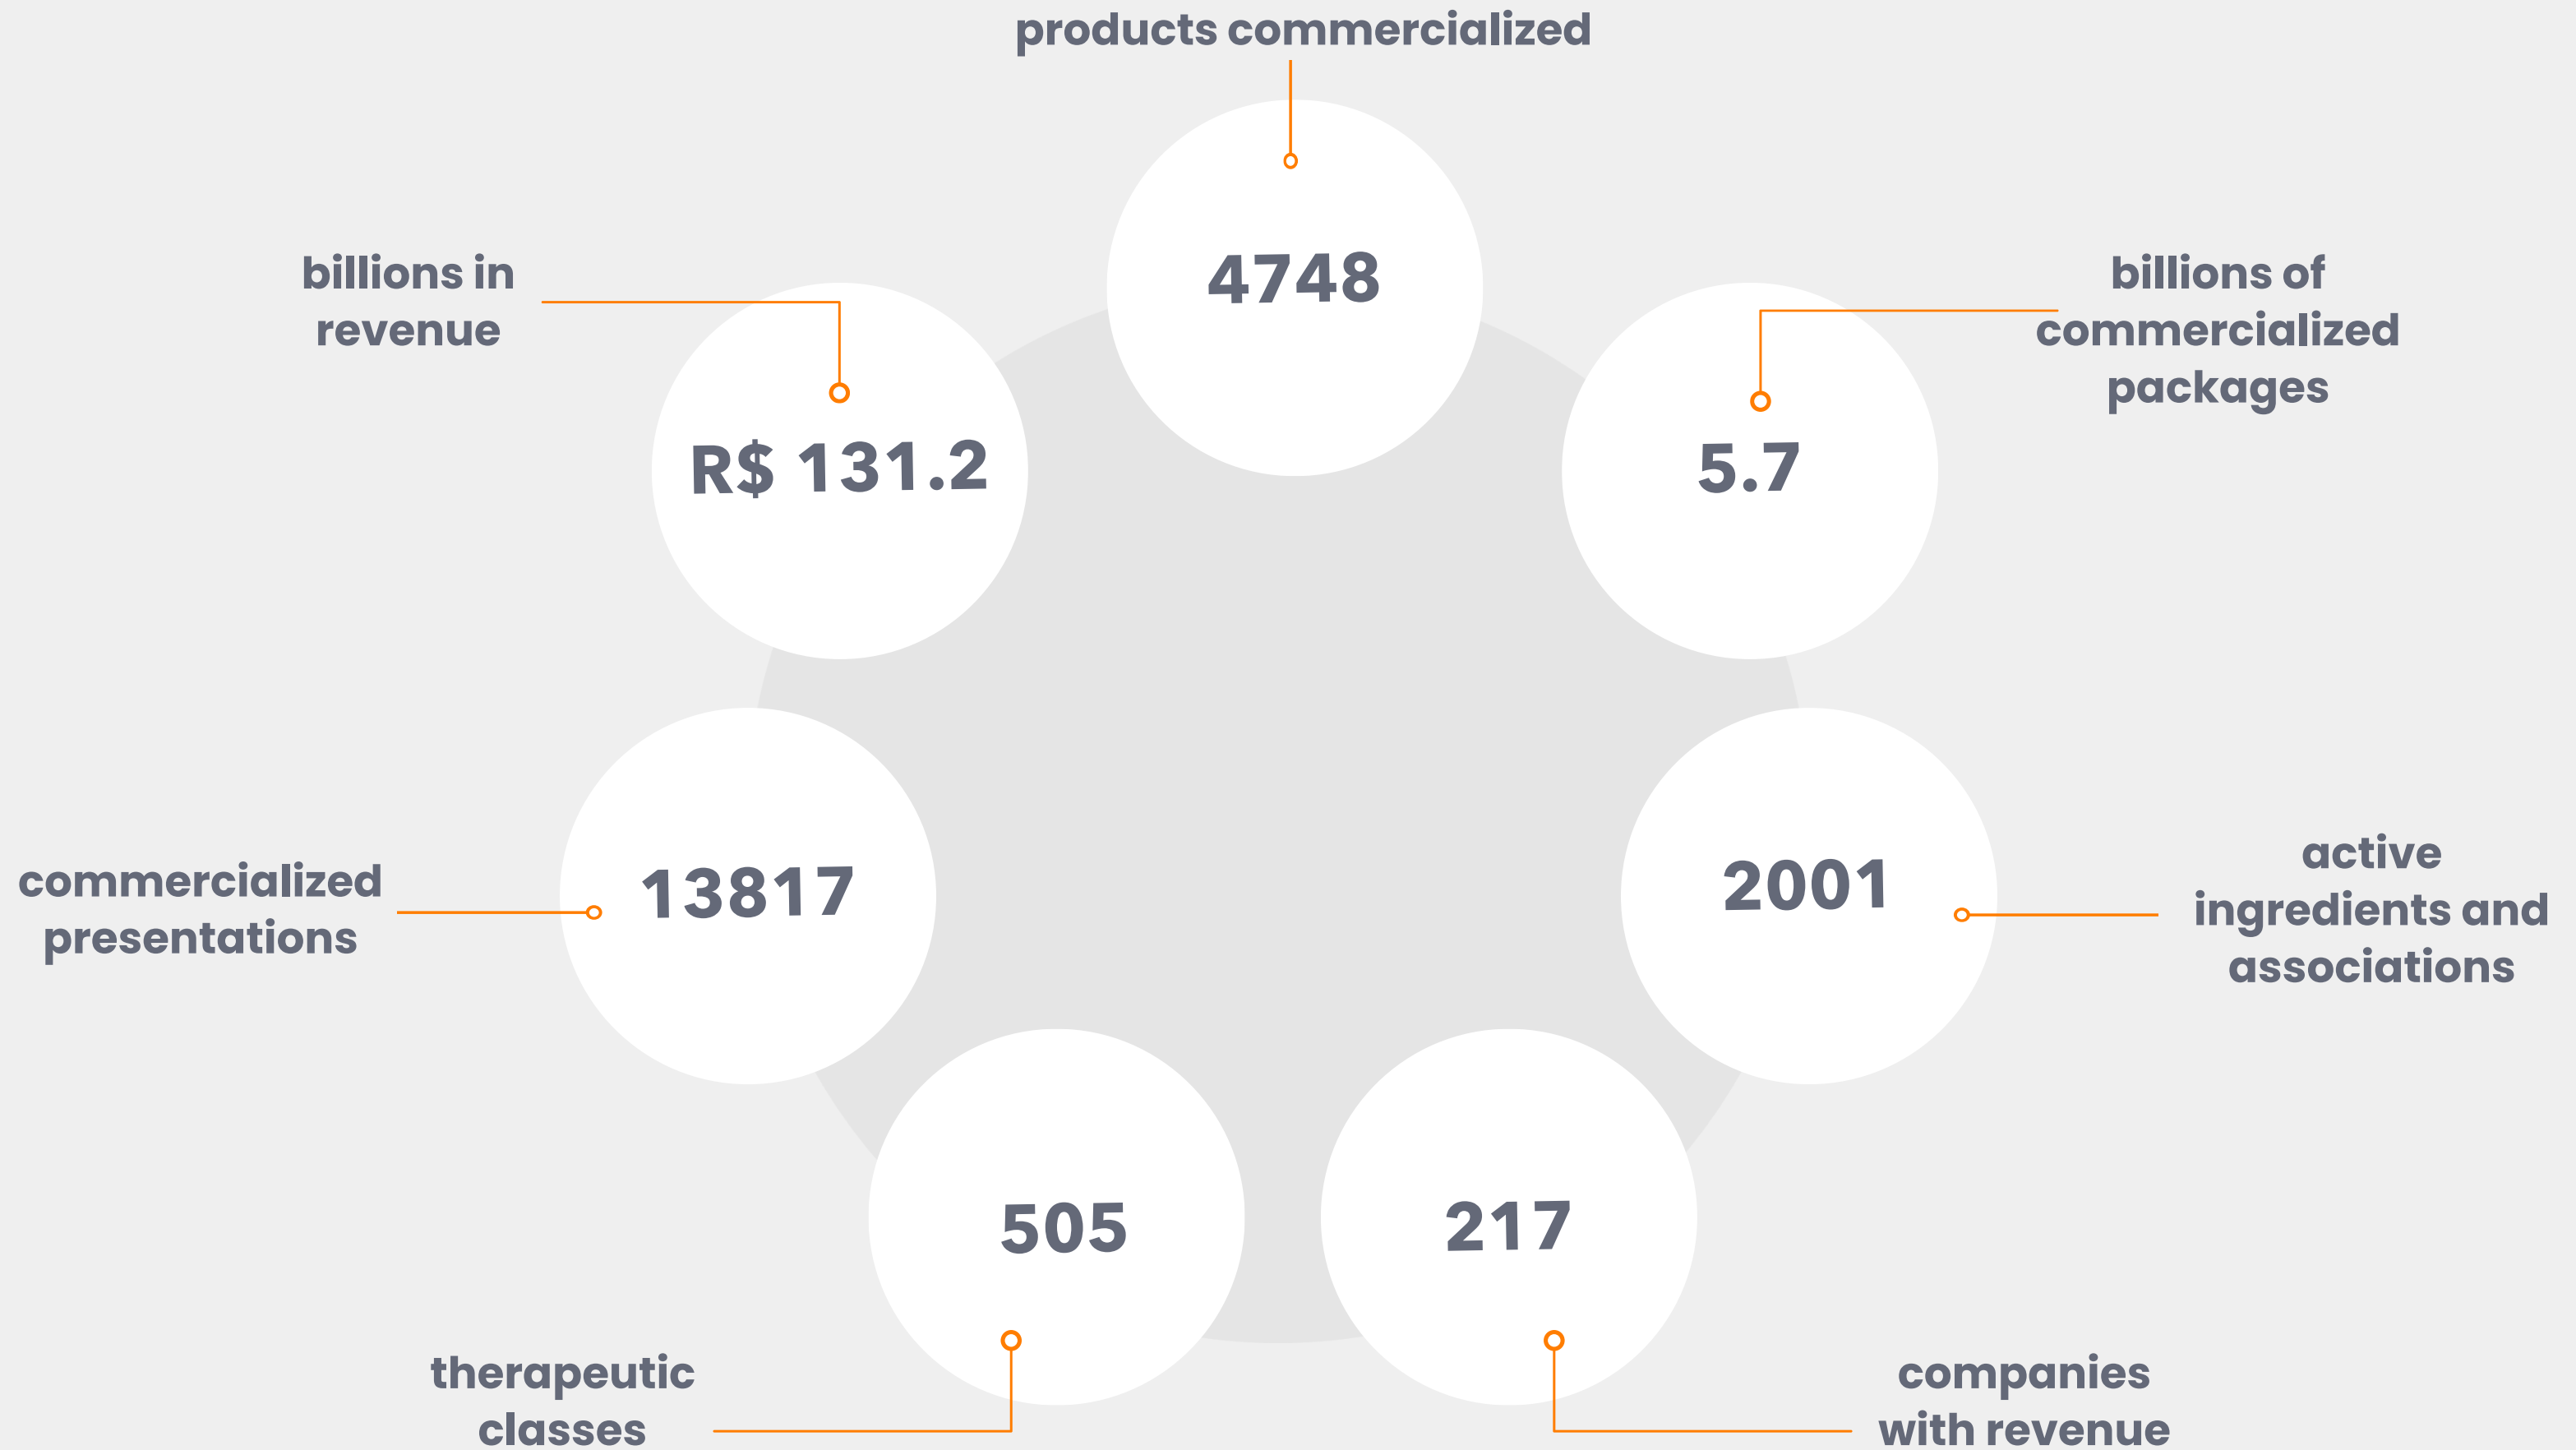 products commercialized
4748
billions in
revenue
R$ 131.2
billions of
commercialized
packages
5.7
commercialized
presentations
13817
2001
active
ingredients and
associations
505
217
therapeutic
classes
companies
with revenue